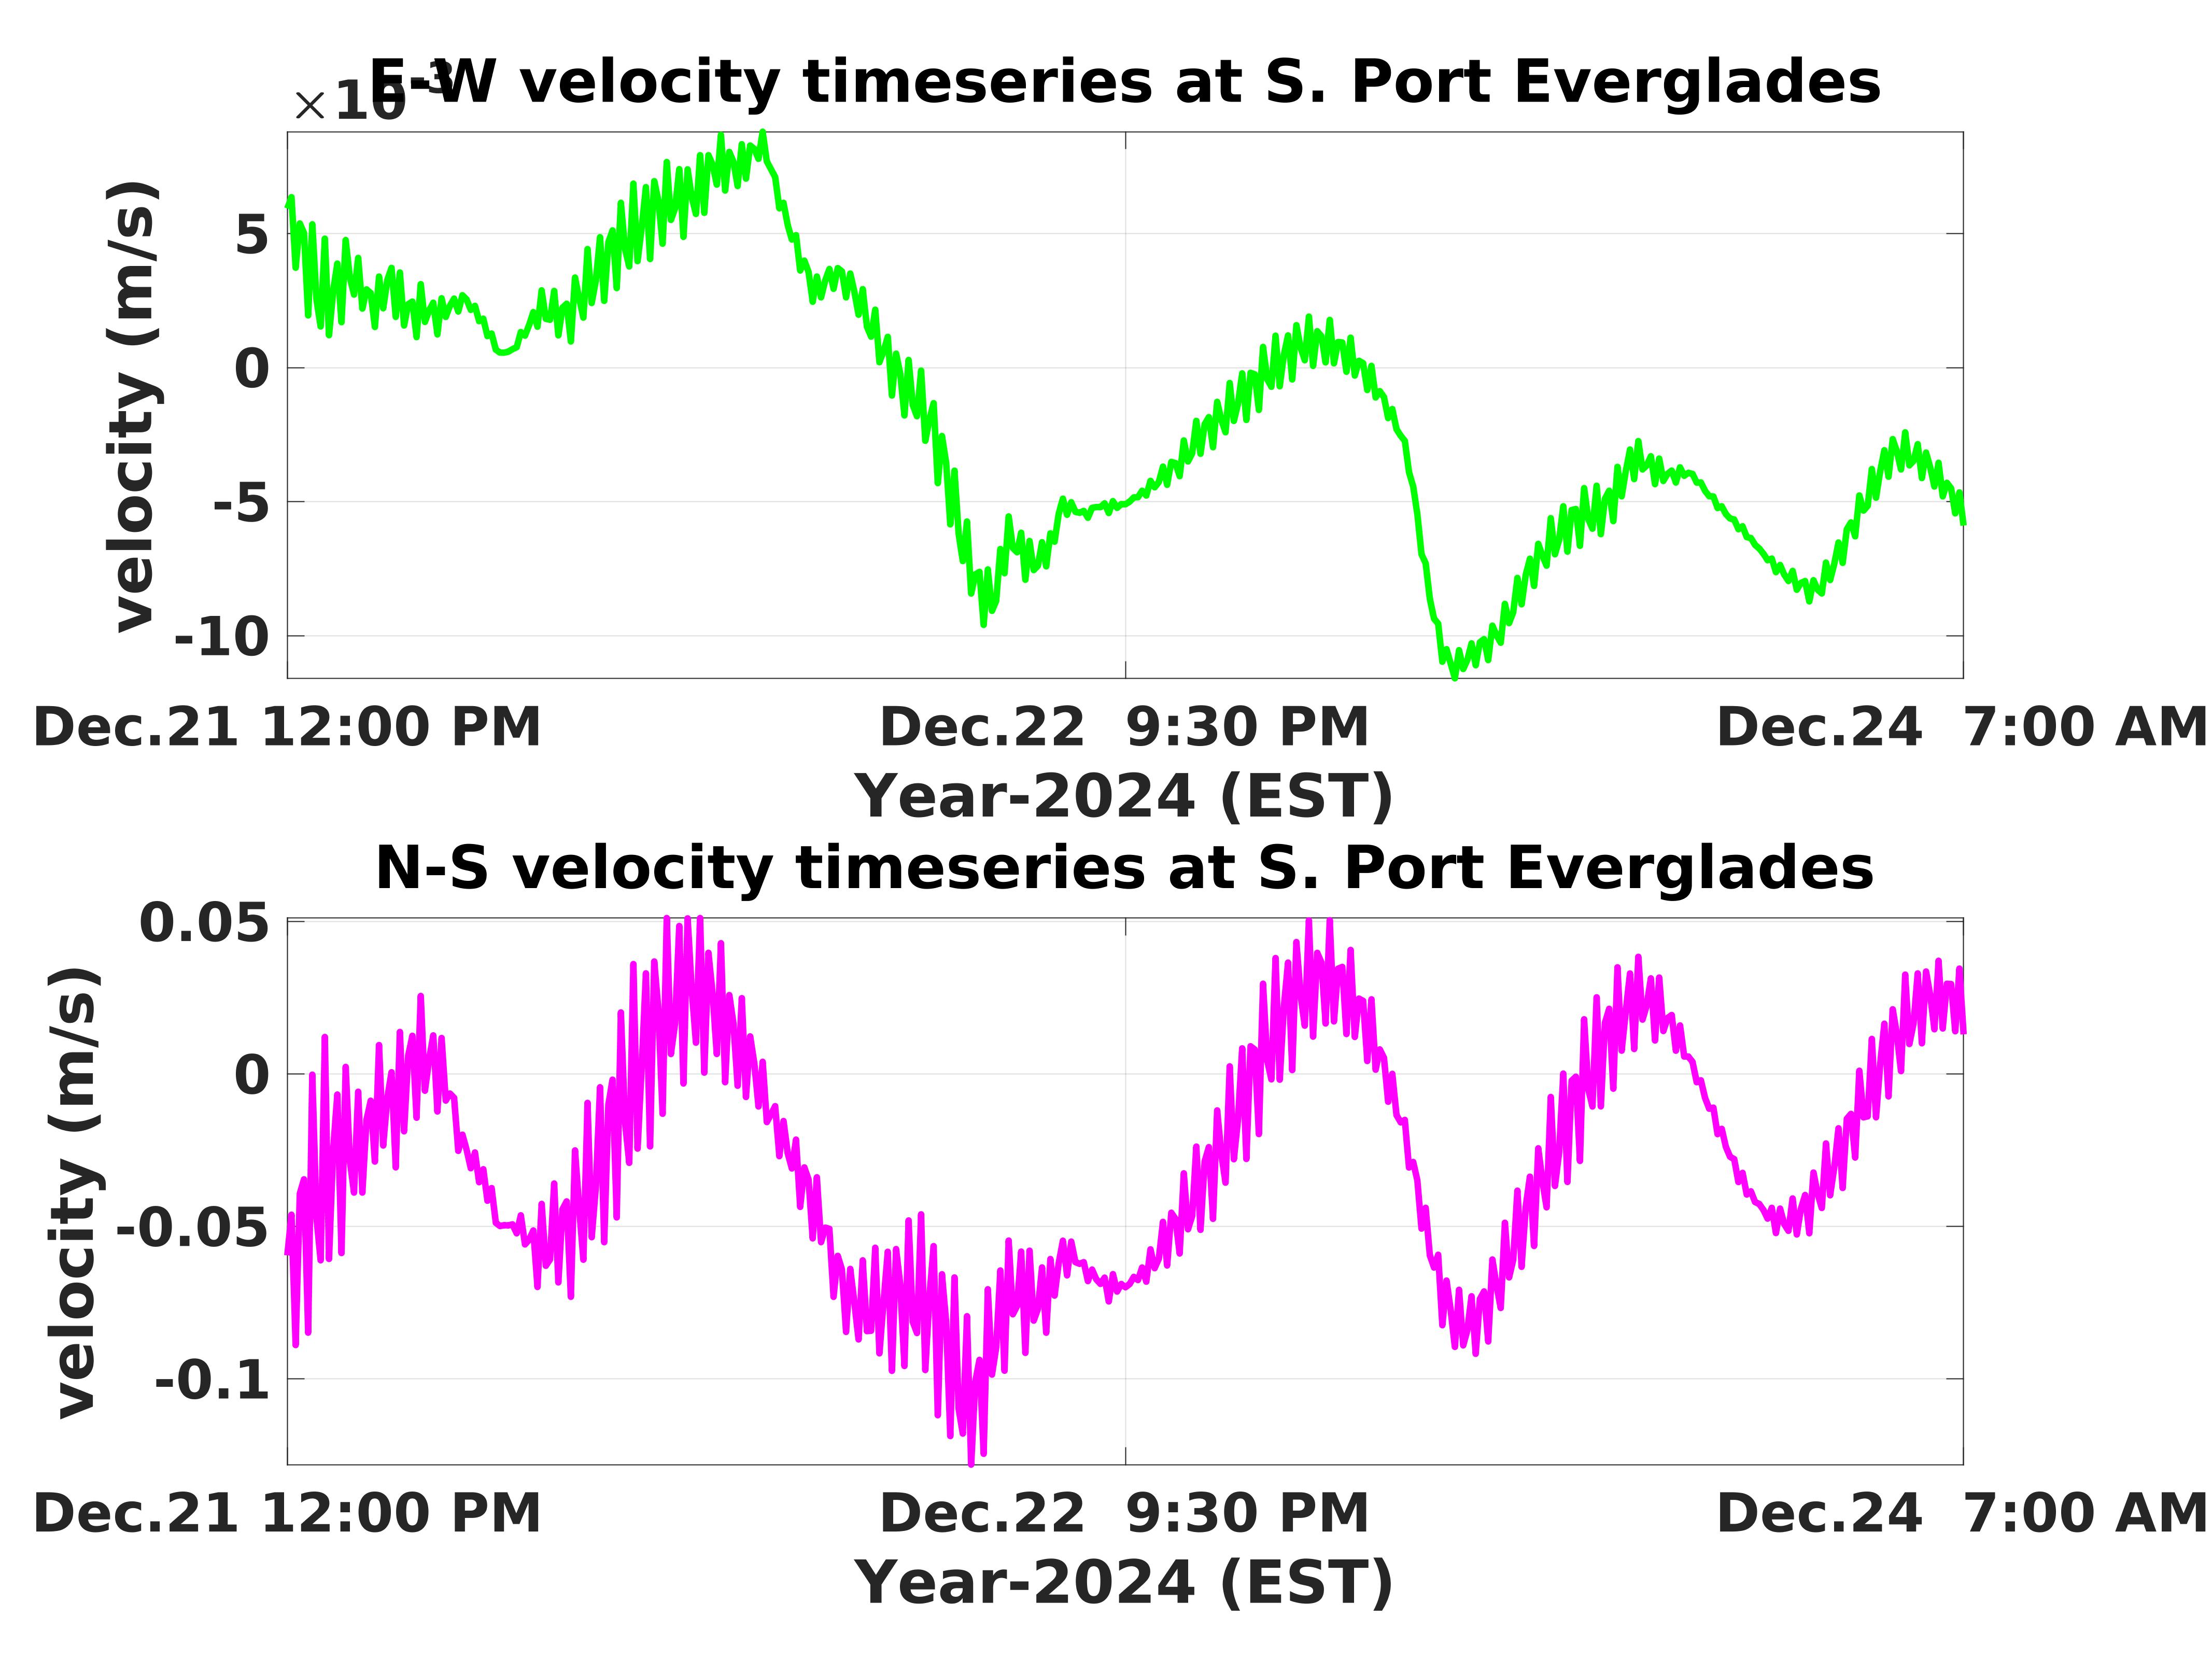 E-W velocity timeseries at S. Port Everglades
×10-3
velocity (m/s)
5
0
-5
-10
Dec.21 12:00 PM Dec.22 9:30 PM Dec.24 7:00 AM
Year-2024 (EST)
N-S velocity timeseries at S. Port Everglades
velocity (m/s)
0.05
0
-0.05
-0.1
Dec.21 12:00 PM Dec.22 9:30 PM Dec.24 7:00 AM
Year-2024 (EST)